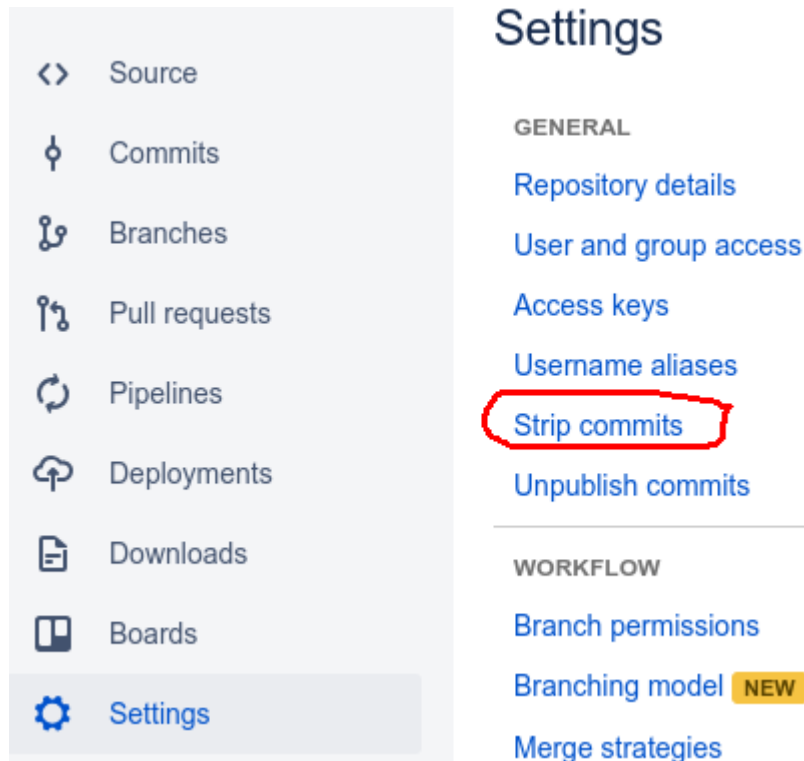 Source
Commits
Branches
Pull requests
Pipelines
Deployments
Downloads
Boards
Settings
Settings
GENERAL
Repository details
User and group access
Access keys
Username aliases
Strip commits
Unpublish commits
WORKFLOW
Branch permissions
Branching model NEW
Merge strategies